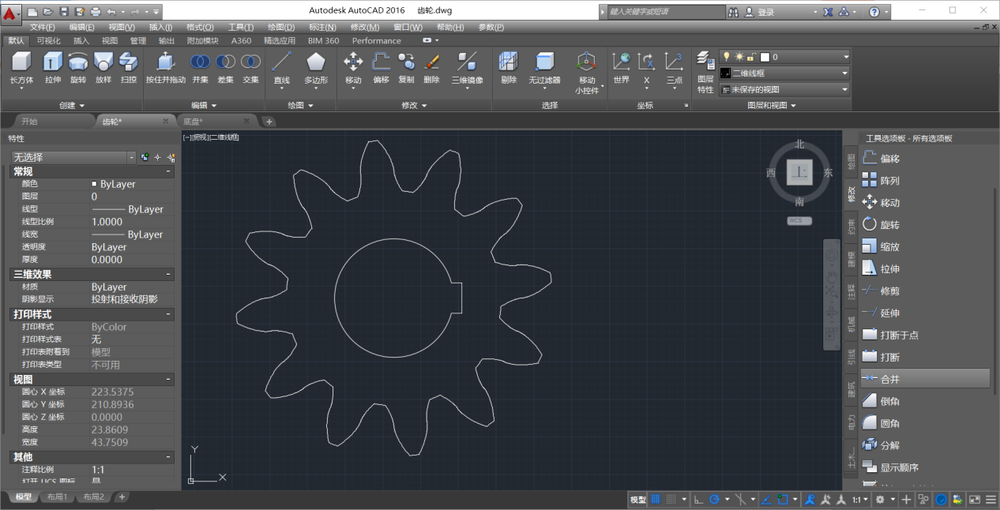 Autodesk AutoCAD 2016 齿轮.dwg
键入关键字或短语
登录
文件(F) 编辑(E) 视图(V) 插入(I) 格式(O) 工具(T) 绘图(D) 标注(N) 修改(M) 窗口(W) 帮助(H) 参数(P)
默认 可视化 插入 视图 管理 输出 附加模块 A360 精选应用 BIM 360 Performance
长方体 拉伸 旋转 放样 扫掠 按住并拖动 并集 差集 交集 直线 多边形 移动 偏移 复制 删除 三维镜像 剔除 无过滤器 移动小控件 世界 X 三点 图层特性
0
二维线框
未保存的视图
创建 编辑 绘图 修改 选择 坐标 图层和视图
开始 齿轮* 底盘*
特性
无选择
常规
颜色 ByLayer
图层 0
线型 ByLayer
线型比例 1.0000
线宽 ByLayer
透明度 ByLayer
厚度 0.0000
三维效果
材质 ByLayer
阴影显示 投射和接收阴影
打印样式
打印样式 ByColor
打印样式表 无
打印表附着到 模型
打印表类型 不可用
视图
圆心 X 坐标 223.5375
圆心 Y 坐标 210.8936
圆心 Z 坐标 0.0000
高度 23.8609
宽度 43.7509
其他
注释比例 1:1
打开 UCS 图标 是
[-][俯视][二维线框]
北
西 上 东
南
WCS
Y
X
工具选项板 - 所有选项板
绘图
修改
约束
建模
注释
机械
引线
建筑
电力
土木...
偏移
阵列
移动
旋转
缩放
拉伸
修剪
延伸
打断于点
打断
合并
倒角
圆角
分解
显示顺序
模型 布局1 布局2
模型
1:1